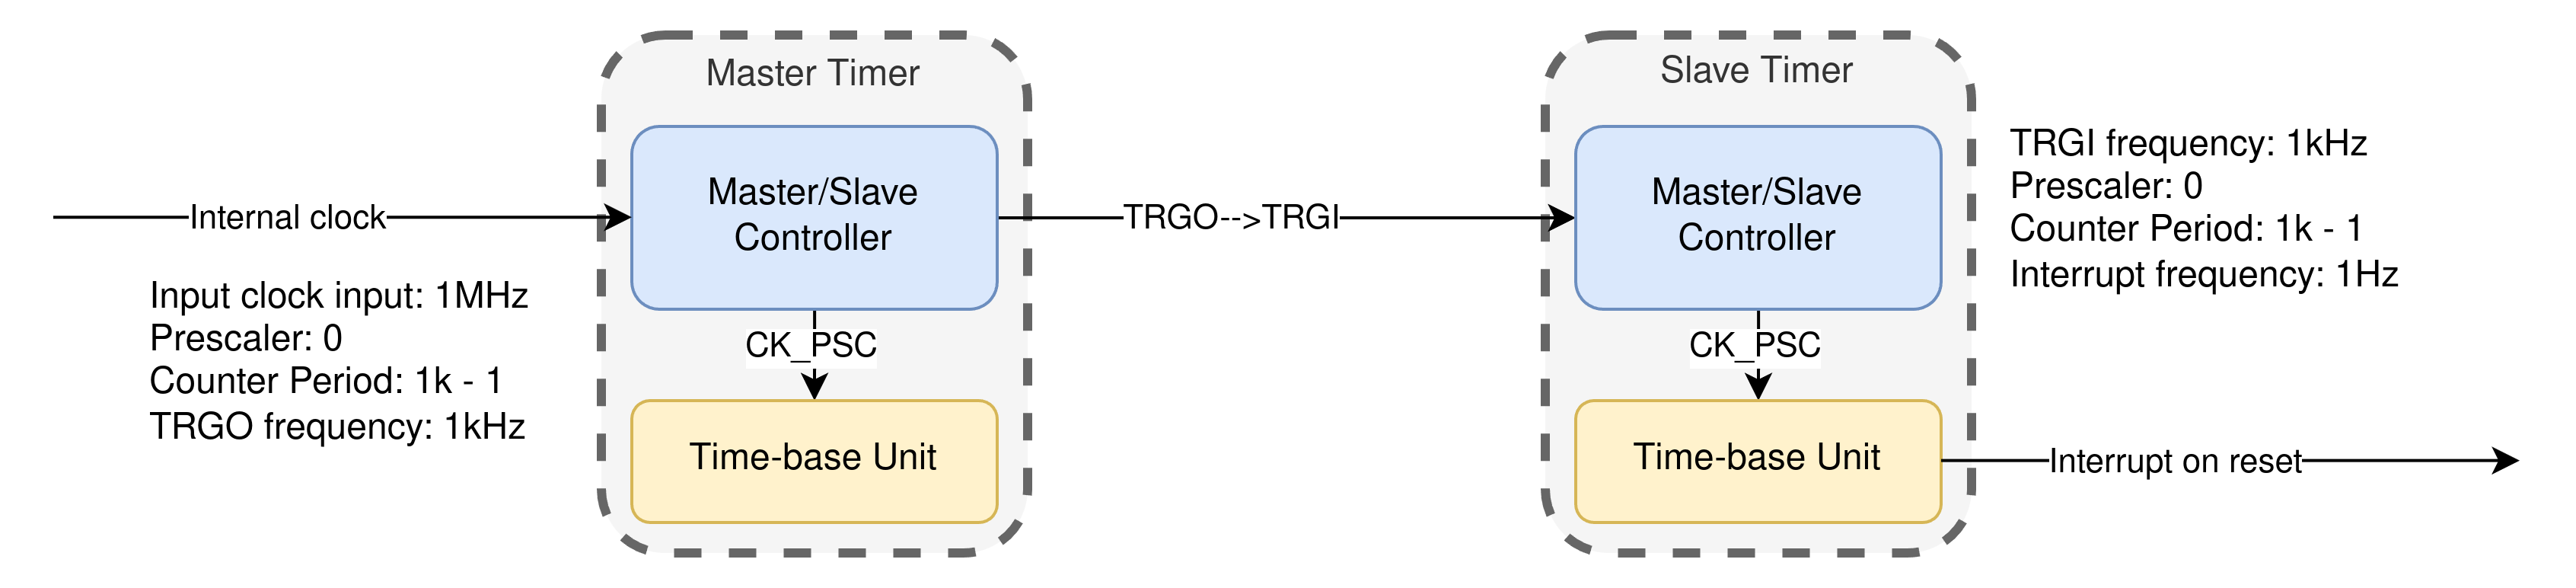 Master Timer
Slave Timer
Internal clock
Input clock input: 1MHz
Prescaler: 0
Counter Period: 1k - 1
TRGO frequency: 1kHz
Master/Slave
Controller
CK_PSC
Time-base Unit
TRGO-->TRGI
Master/Slave
Controller
CK_PSC
Time-base Unit
TRGI frequency: 1kHz
Prescaler: 0
Counter Period: 1k - 1
Interrupt frequency: 1Hz
Interrupt on reset